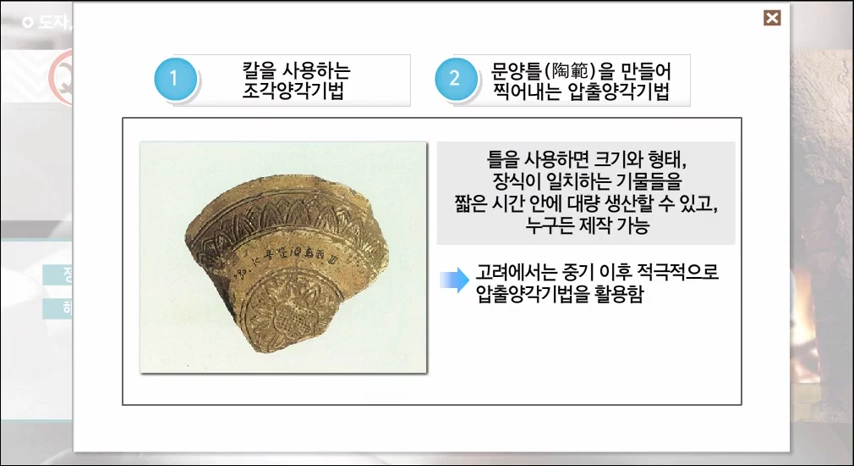 도자,
1
칼을 사용하는
조각양각기법
2
문양틀(陶範)을 만들어
찍어내는 압출양각기법
틀을 사용하면 크기와 형태,
장식이 일치하는 기물들을
짧은 시간 안에 대량 생산할 수 있고,
누구든 제작 가능
고려에서는 중기 이후 적극적으로
압출양각기법을 활용함